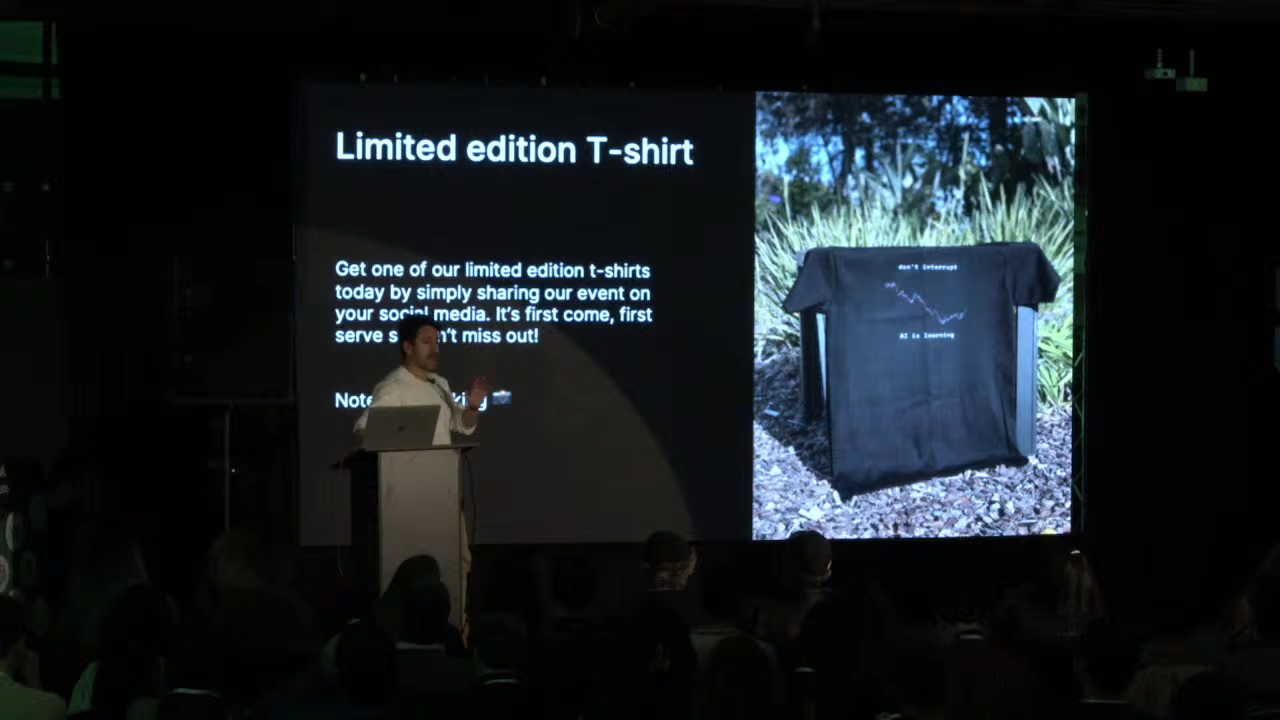 Limited edition T-shirt
Get one of our limited edition t-shirts
today by simply sharing our event on
your social media. It's first come, first
serve miss out!
don't interrupt
AI is learning